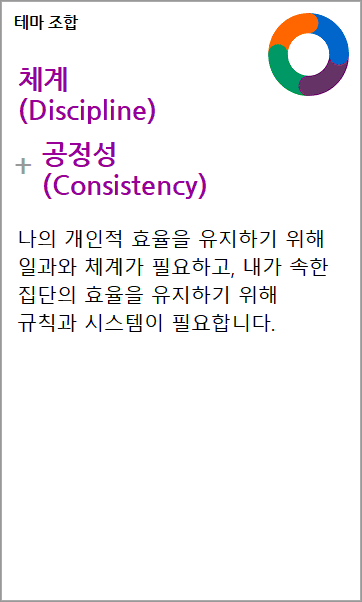 테마 조합
체계
(Discipline)
+ 공정성
(Consistency)
나의 개인적 효율을 유지하기 위해
일과와 체계가 필요하고, 내가 속한
집단의 효율을 유지하기 위해
규칙과 시스템이 필요합니다.